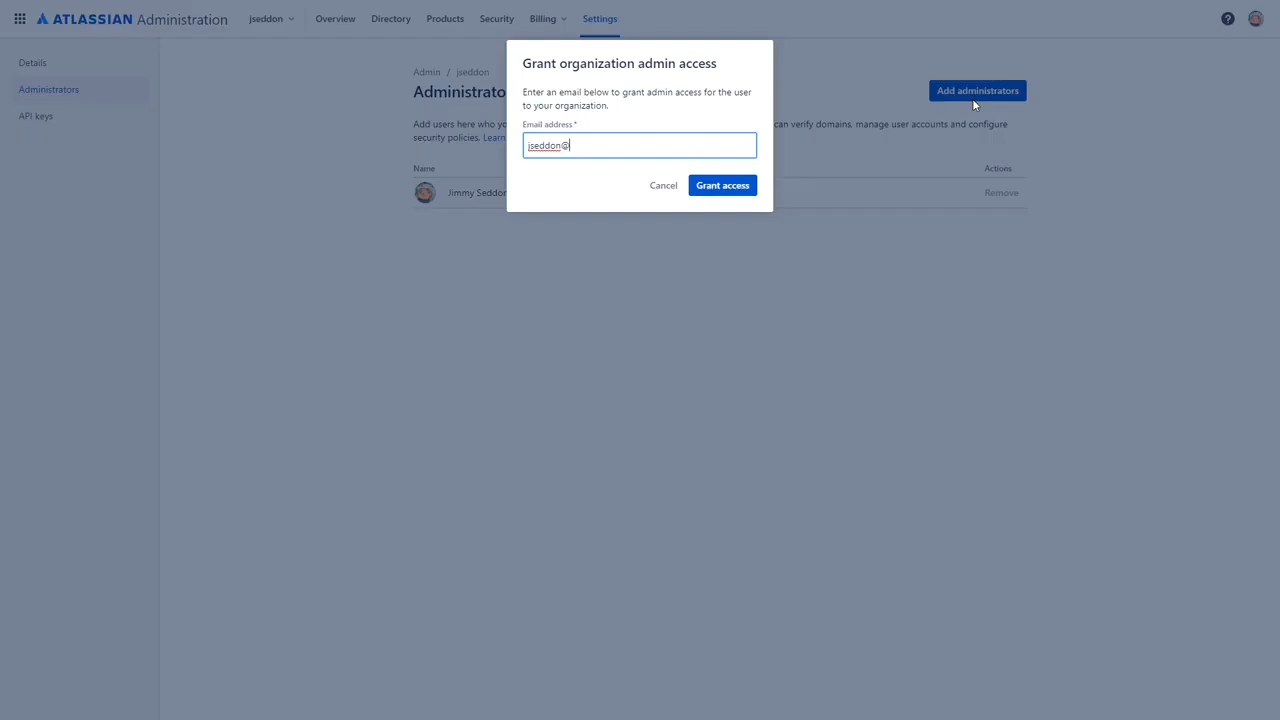 ATLASSIAN Administration jseddon Overview Directory Products Security Billing Settings
Details
Administrators
API keys
Admin / jseddon
Administrato
Add administrators
Add users here who yo can verify domains, manage user accounts and configure
security policies. Learn
Name Actions
Jimmy Seddon Remove
Grant organization admin access
Enter an email below to grant admin access for the user
to your organization.
Email address *
jseddon@
Cancel Grant access